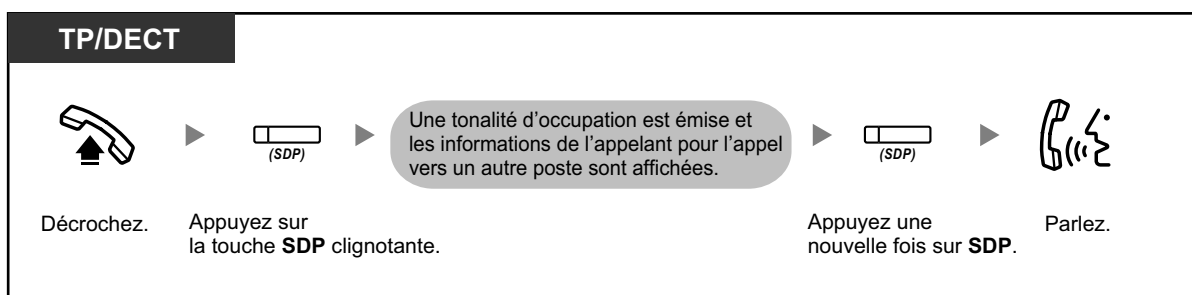 TP/DECT
(SDP)
Une tonalité d'occupation est émise et
les informations de l'appelant pour l'appel
vers un autre poste sont affichées.
(SDP)
Décrochez.
Appuyez sur
la touche SDP clignotante.
Appuyez une
nouvelle fois sur SDP.
Parlez.